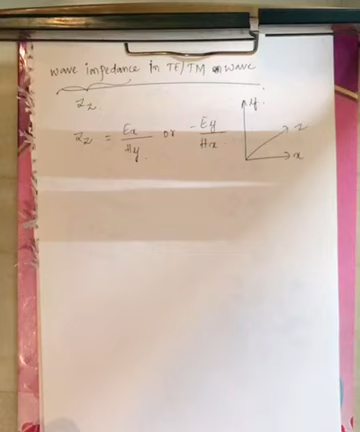 wave impedance in TE/TM wave
Zz
Zz = Ex/Hy or -Ey/Hx
y
z
x